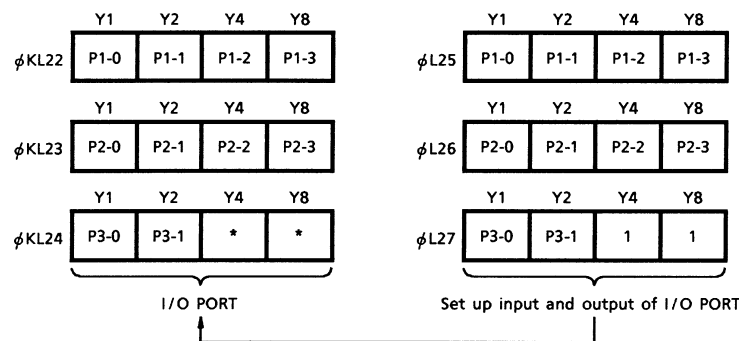 Y1 Y2 Y4 Y8
φKL22 P1-0 P1-1 P1-2 P1-3
Y1 Y2 Y4 Y8
φL25 P1-0 P1-1 P1-2 P1-3
Y1 Y2 Y4 Y8
φKL23 P2-0 P2-1 P2-2 P2-3
Y1 Y2 Y4 Y8
φL26 P2-0 P2-1 P2-2 P2-3
Y1 Y2 Y4 Y8
φKL24 P3-0 P3-1 * *
Y1 Y2 Y4 Y8
φL27 P3-0 P3-1 1 1
I/O PORT
Set up input and output of I/O PORT